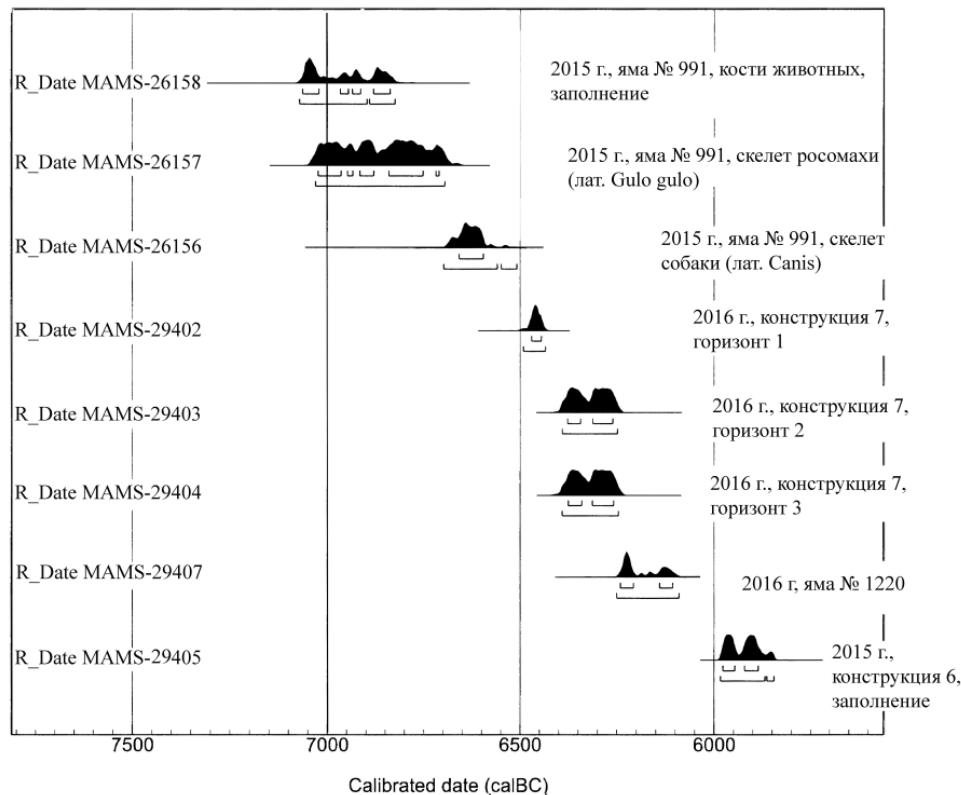 R_Date MAMS-26158
2015 г., яма № 991, кости животных,
заполнение
R_Date MAMS-26157
2015 г., яма № 991, скелет росомахи
(лат. Gulo gulo)
R_Date MAMS-26156
2015 г., яма № 991, скелет
собаки (лат. Canis)
R_Date MAMS-29402
2016 г., конструкция 7,
горизонт 1
R_Date MAMS-29403
2016 г., конструкция 7,
горизонт 2
R_Date MAMS-29404
2016 г., конструкция 7,
горизонт 3
R_Date MAMS-29407
2016 г, яма № 1220
R_Date MAMS-29405
2015 г.,
конструкция 6,
заполнение
7500 7000 6500 6000
Calibrated date (calBC)